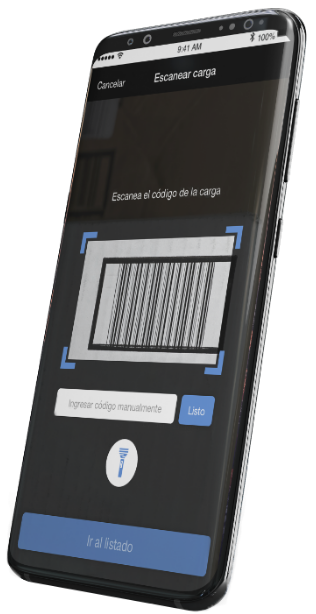 9:41 AM
100%
Cancelar
Escanear carga
Escanea el código de la carga
Ingresar código manualmente
Listo
Ir al listado